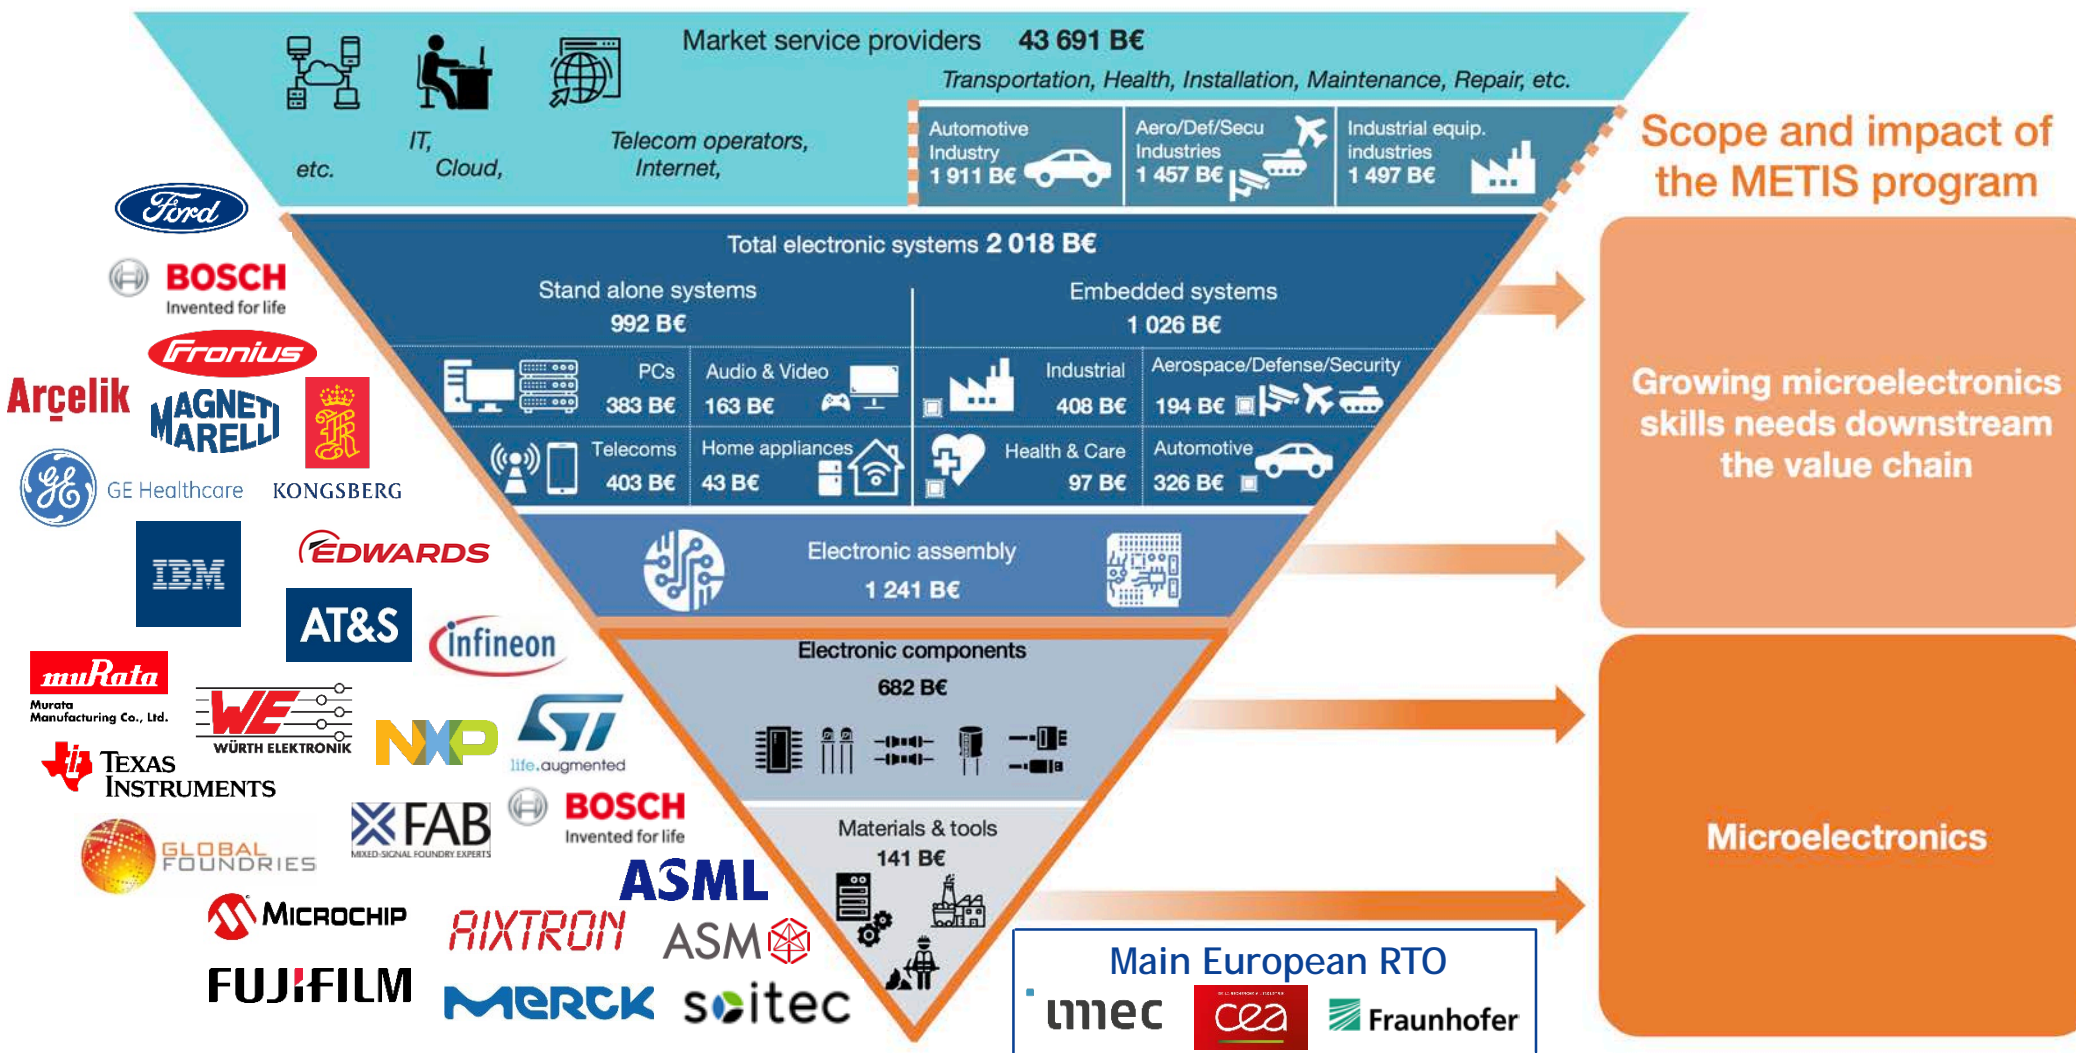 Market service providers 43 691 B€
Transportation, Health, Installation, Maintenance, Repair, etc.
etc.
IT,
Cloud,
Telecom operators,
Internet,
Automotive
Industry
1 911 B€
Aero/Def/Secu
Industries
1 457 B€
Industrial equip.
industries
1 497 B€
Scope and impact of
the METIS program
Total electronic systems 2 018 B€
Stand alone systems
992 B€
Embedded systems
1 026 B€
PCs
383 B€
Audio & Video
163 B€
Industrial
408 B€
Aerospace/Defense/Security
194 B€
Telecoms
403 B€
Home appliances
43 B€
Health & Care
97 B€
Automotive
326 B€
Electronic assembly
1 241 B€
Electronic components
682 B€
Materials & tools
141 B€
Growing microelectronics
skills needs downstream
the value chain
Microelectronics
Ford
BOSCH
Invented for life
Fronius
Arçelik
MAGNETI
MARELLI
GE
GE Healthcare
KONGSBERG
IBM
EDWARDS
AT&S
infineon
muRata
Murata
Manufacturing Co., Ltd.
WE
WÜRTH ELEKTRONIK
NXP
ST
life.augmented
TEXAS
INSTRUMENTS
XFAB
MIXED-SIGNAL FOUNDRY EXPERTS
BOSCH
Invented for life
GLOBAL
FOUNDRIES
ASML
MICROCHIP
AIXTRON
ASM
FUJIFILM
MERCK
soitec
Main European RTO
imec
cea
Fraunhofer